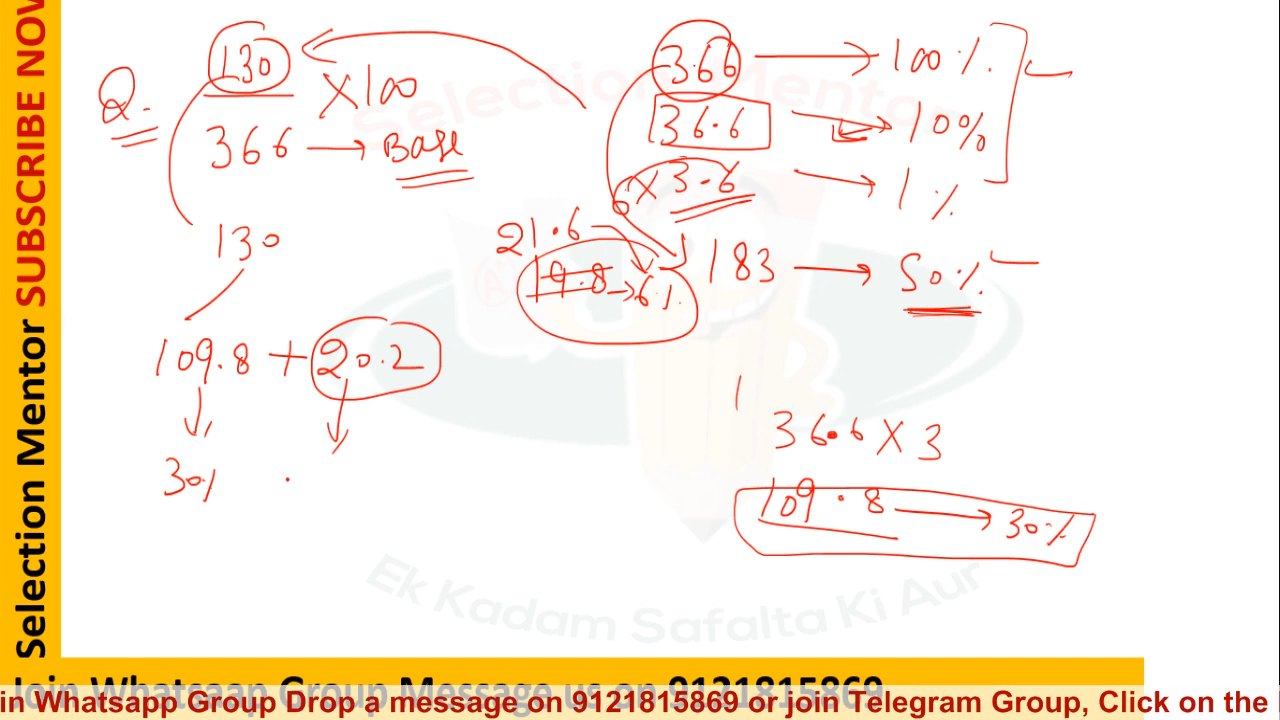 Selection Mentor SUBSCRIBE NOW
Q.
130
366 → Base
×100
130
109.8 + 20.2
30%
366 → 100%
36.6 → 10%
6 × 3.6 → 1%
21.6
19.8 → 6%
183 → 50%
36.6 × 3
109.8 → 30%
Selection Mentor
Ek Kadam Safalta Ki Aur
Join Whatsaap Group Message us on 9121815869
in Whatsapp Group Drop a message on 9121815869 or join Telegram Group, Click on the